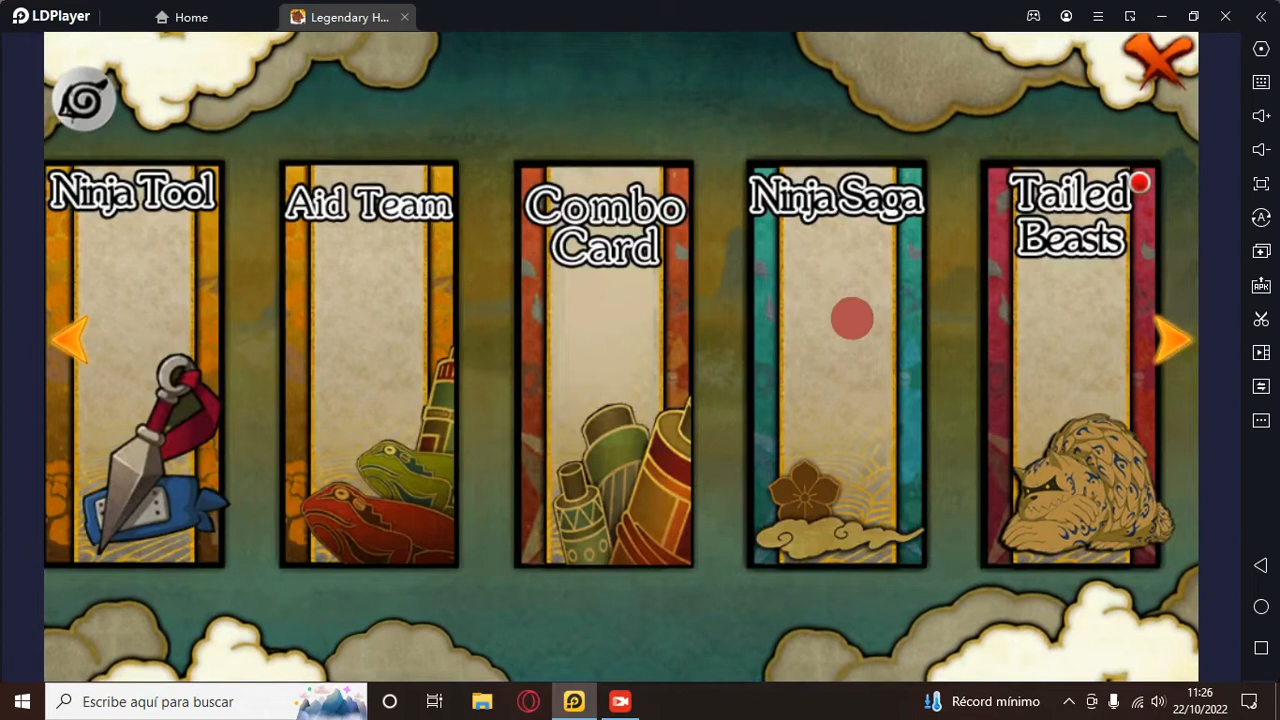 LDPlayer
Home
Legendary H...
Ninja Tool
Aid Team
Combo
Card
Ninja Saga
Tailed
Beasts
APK
Escribe aquí para buscar
Récord mínimo
11:26
22/10/2022